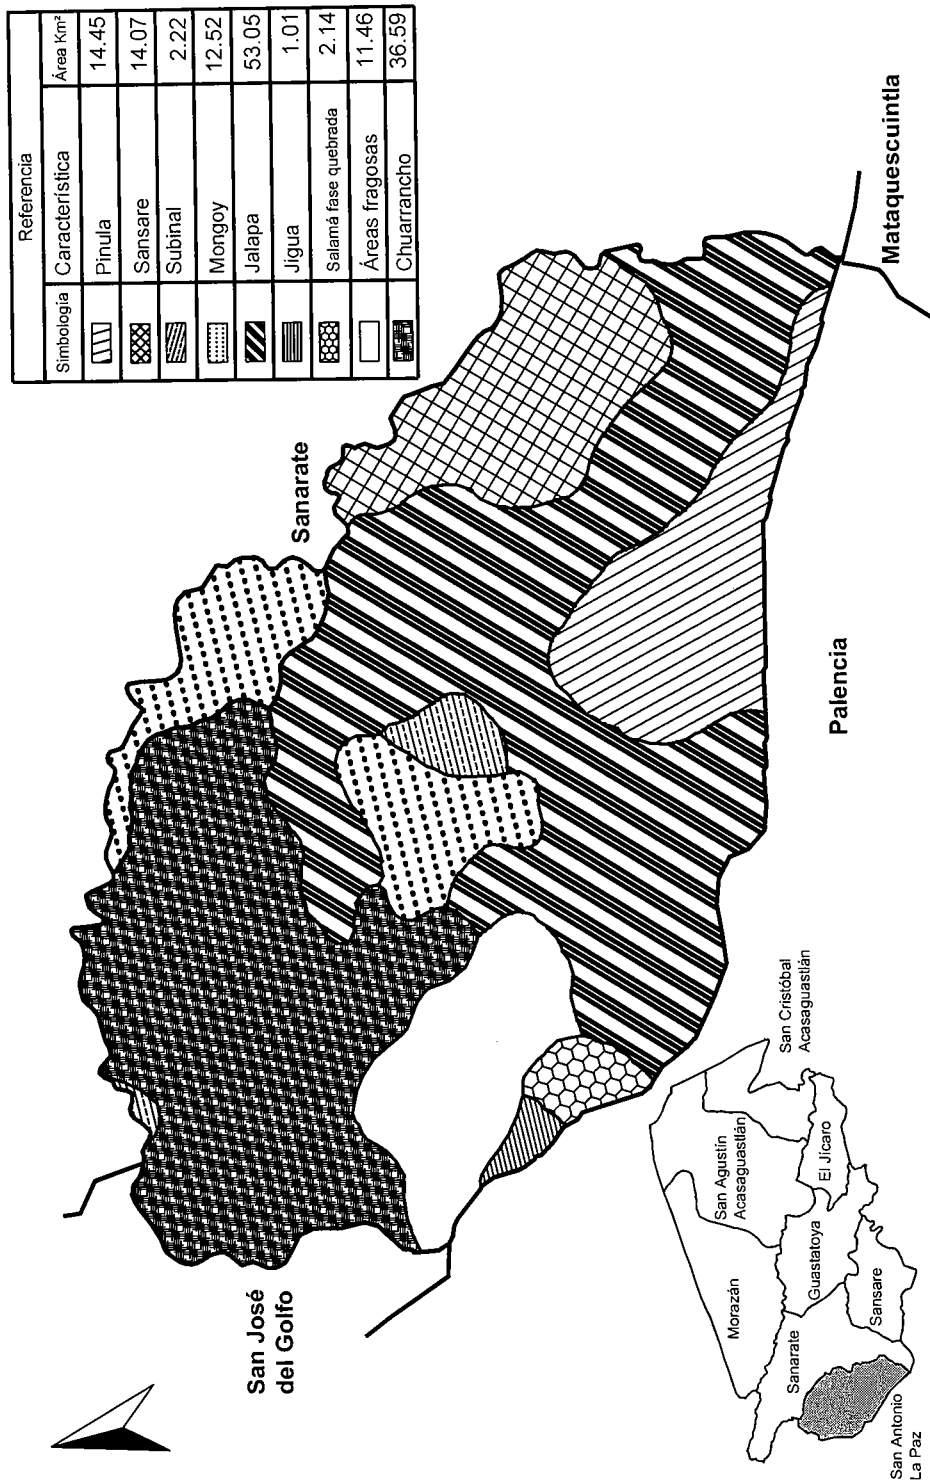 Referencia
Simbología Característica Área Km²
Pinula 14.45
Sansare 14.07
Subinal 2.22
Mongoy 12.52
Jalapa 53.05
Jigua 1.01
Salamá fase quebrada 2.14
Áreas fragosas 11.46
Chuarrancho 36.59
Sanarate
San José
del Golfo
Palencia
Mataquescuintla
Morazán
San Agustín
Acasaguastlán
San Cristóbal
Acasaguastlán
El Jícaro
Guastatoya
Sanarate
Sansare
San Antonio
La Paz